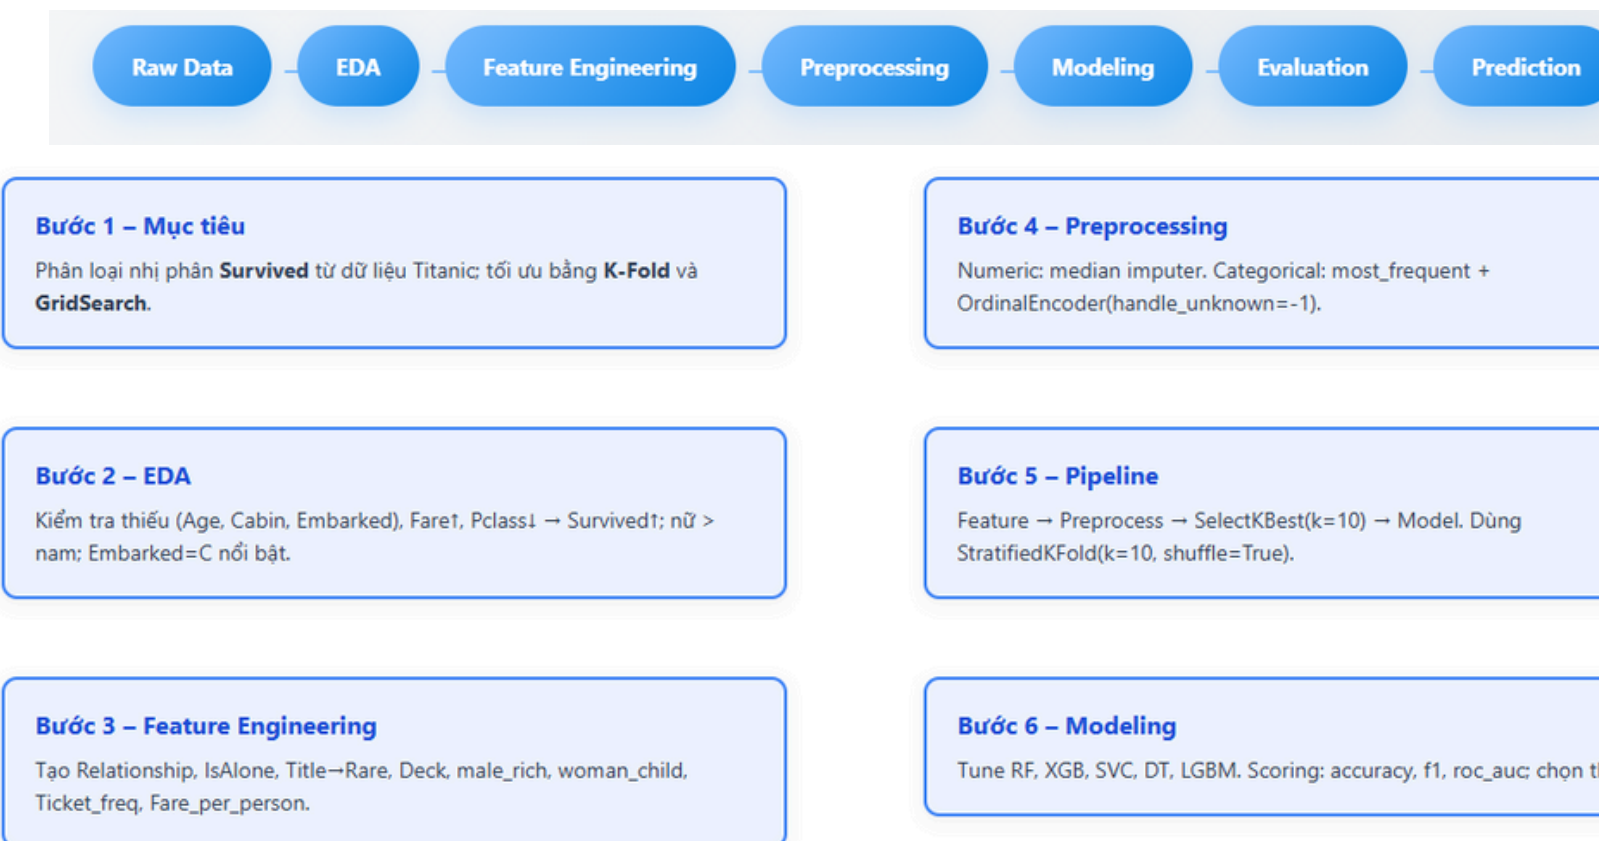 Raw Data
EDA
Feature Engineering
Preprocessing
Modeling
Evaluation
Prediction
Bước 1 – Mục tiêu
Phân loại nhị phân Survived từ dữ liệu Titanic; tối ưu bằng K-Fold và
GridSearch.
Bước 2 – EDA
Kiểm tra thiếu (Age, Cabin, Embarked), Fare↑, Pclass↓ → Survived↑; nữ >
nam; Embarked=C nổi bật.
Bước 3 – Feature Engineering
Tạo Relationship, IsAlone, Title→Rare, Deck, male_rich, woman_child,
Ticket_freq, Fare_per_person.
Bước 4 – Preprocessing
Numeric: median imputer. Categorical: most_frequent +
OrdinalEncoder(handle_unknown=-1).
Bước 5 – Pipeline
Feature → Preprocess → SelectKBest(k=10) → Model. Dùng
StratifiedKFold(k=10, shuffle=True).
Bước 6 – Modeling
Tune RF, XGB, SVC, DT, LGBM. Scoring: accuracy, f1, roc_auc; chọn